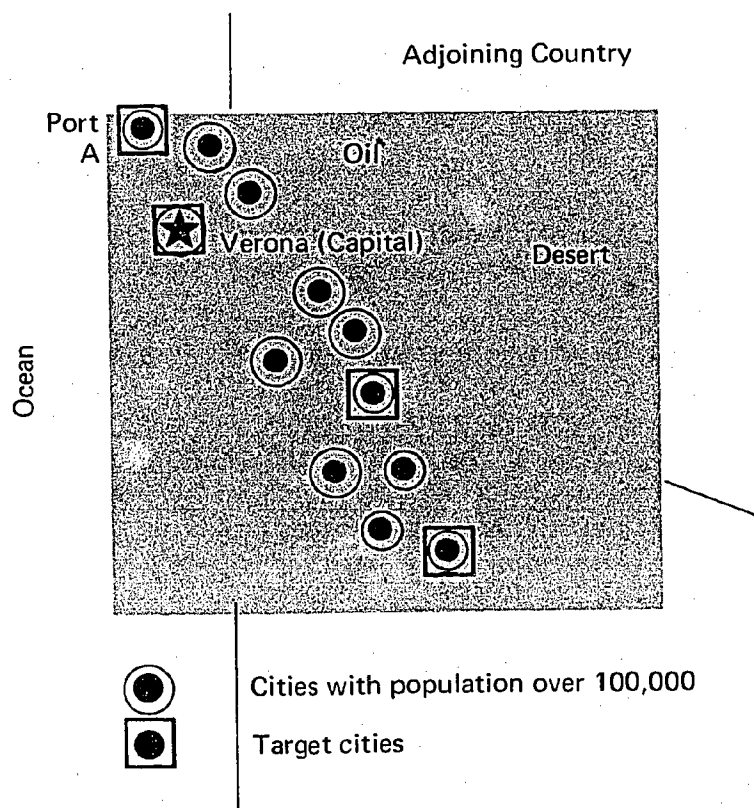 Adjoining Country
Port
A
Oil
Verona (Capital)
Desert
Ocean
Cities with population over 100,000
Target cities